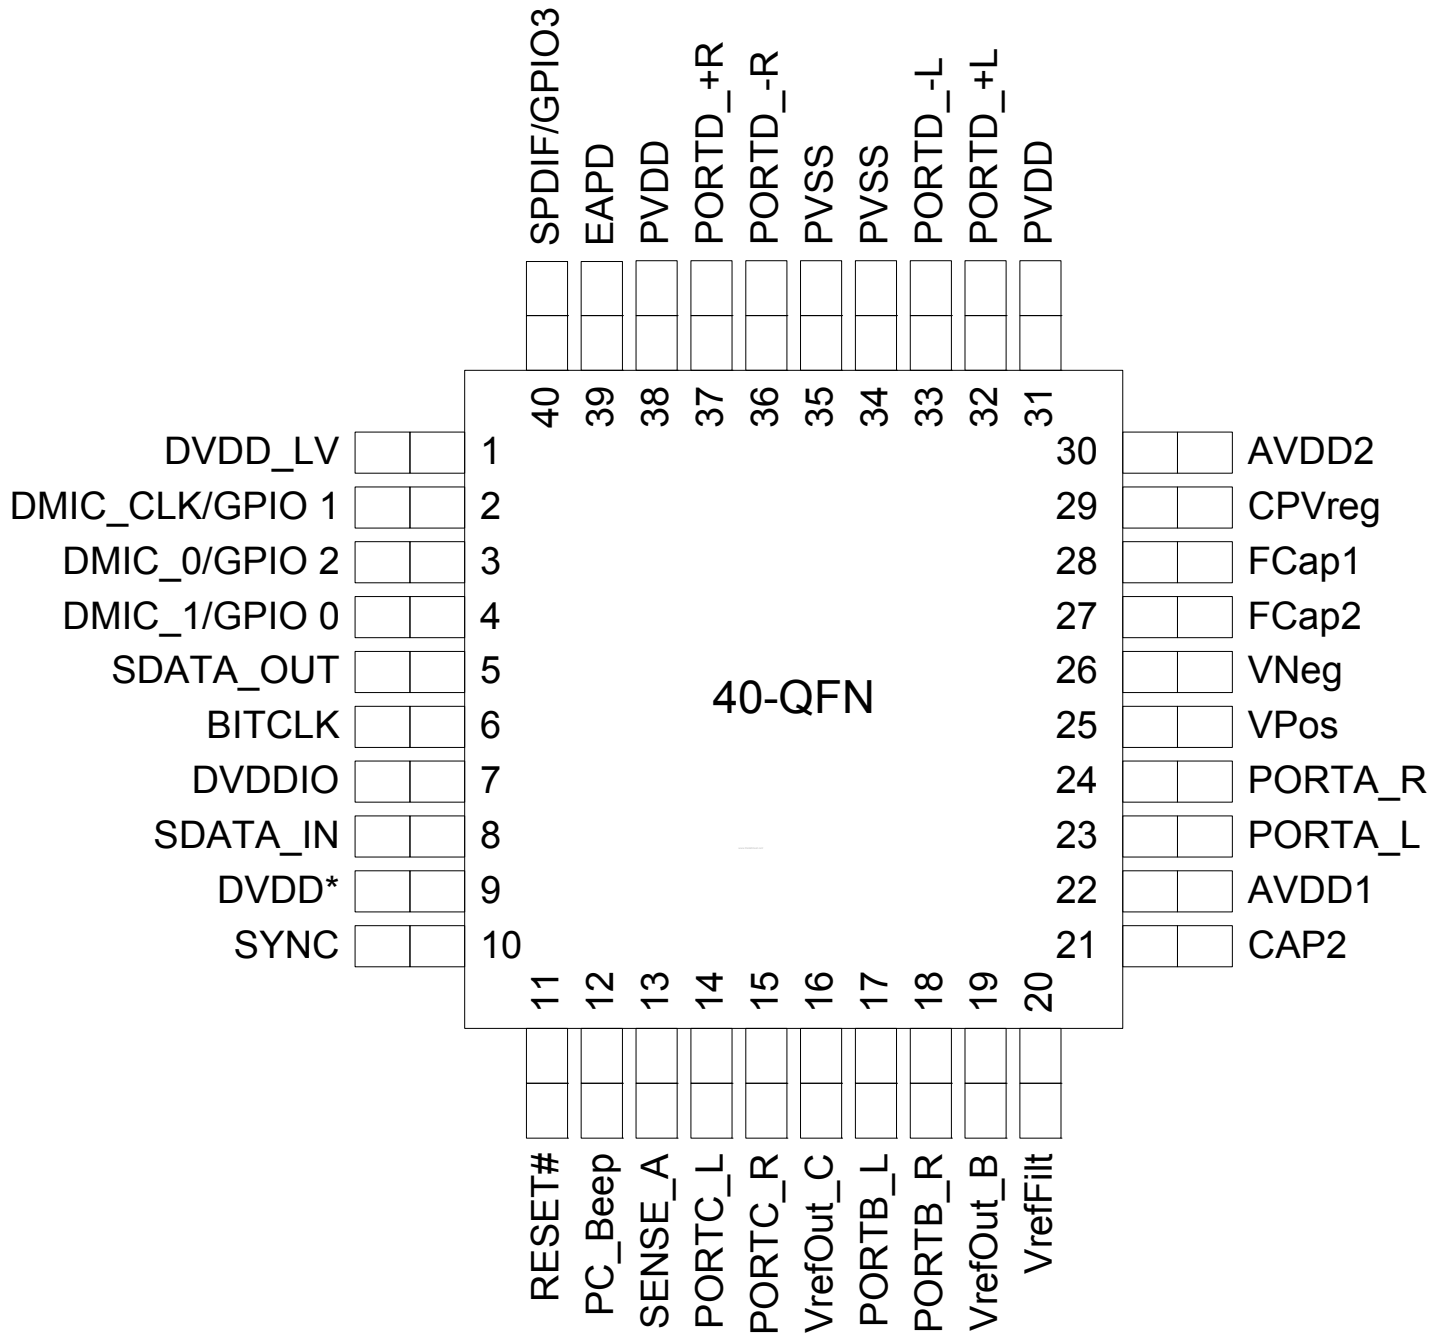 SPDIF/GPIO3
EAPD
PVDD
PORTD_+R
PORTD_-R
PVSS
PVSS
PORTD_-L
PORTD_+L
PVDD
40
39
38
37
36
35
34
33
32
31
DVDD_LV
1
DMIC_CLK/GPIO 1
2
DMIC_0/GPIO 2
3
DMIC_1/GPIO 0
4
SDATA_OUT
5
BITCLK
6
DVDDIO
7
SDATA_IN
8
DVDD*
9
SYNC
10
40-QFN
30
AVDD2
29
CPVreg
28
FCap1
27
FCap2
26
VNeg
25
VPos
24
PORTA_R
23
PORTA_L
22
AVDD1
21
CAP2
11
12
13
14
15
16
17
18
19
20
RESET#
PC_Beep
SENSE_A
PORTC_L
PORTC_R
VrefOut_C
PORTB_L
PORTB_R
VrefOut_B
VrefFilt